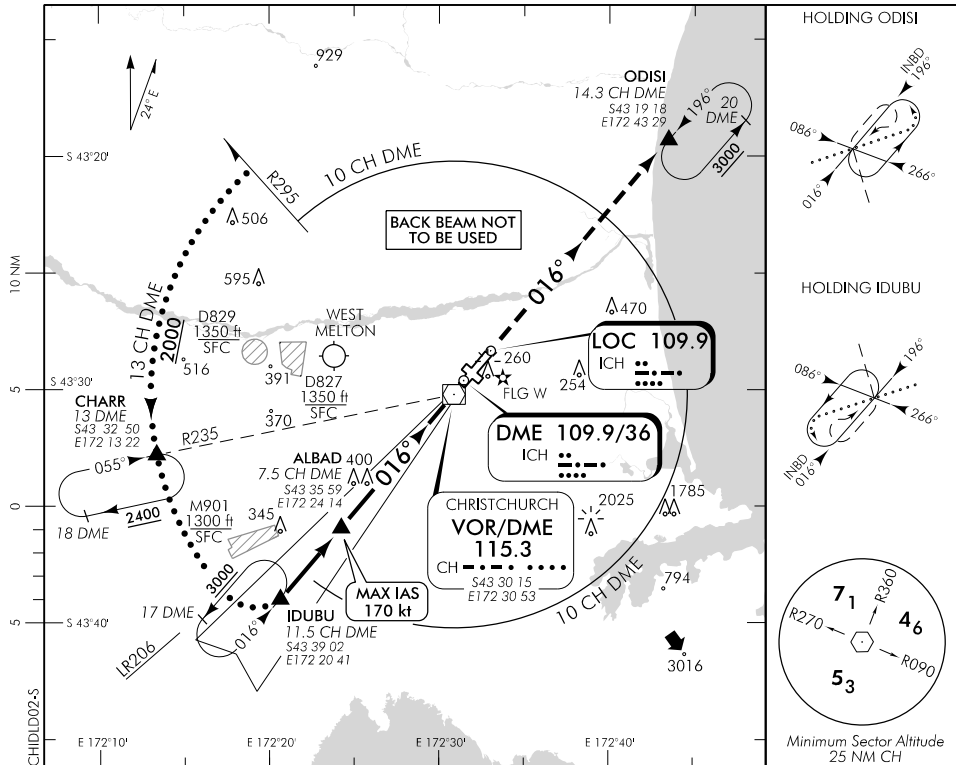 929
ODISI
14.3 CH DME
S43 19 18
E172 43 29
196°
20
DME
3000
24° E
S 43°20'
R295
10 CH DME
506
BACK BEAM NOT
TO BE USED
016°
595
10 NM
13 CH DME
2000
D829
1350 ft
SFC
WEST
MELTON
470
LOC 109.9
ICH
260
516
391
D827
1350 ft
SFC
254
FLG W
5
S 43°30'
CHARR
13 DME
S43 32 50
E172 13 22
370
R235
DME 109.9/36
ICH
055°
ALBAD
7.5 CH DME
S43 35 59
E172 24 14
400
016°
2400
18 DME
0
M901
1300 ft
SFC
345
CHRISTCHURCH
VOR/DME
115.3
CH
S43 30 15
E172 30 53
2025
1785
3000
17 DME
MAX IAS
170 kt
794
10 CH DME
5
S 43°40'
016°
IDUBU
11.5 CH DME
S43 39 02
E172 20 41
LR206
3016
CHIDLD02-S
E 172°10'
E 172°20'
E 172°30'
E 172°40'
HOLDING ODISI
INBD
196°
086°
266°
016°
HOLDING IDUBU
196°
086°
266°
INBD
016°
71
R360
46
R270
R090
53
Minimum Sector Altitude
25 NM CH